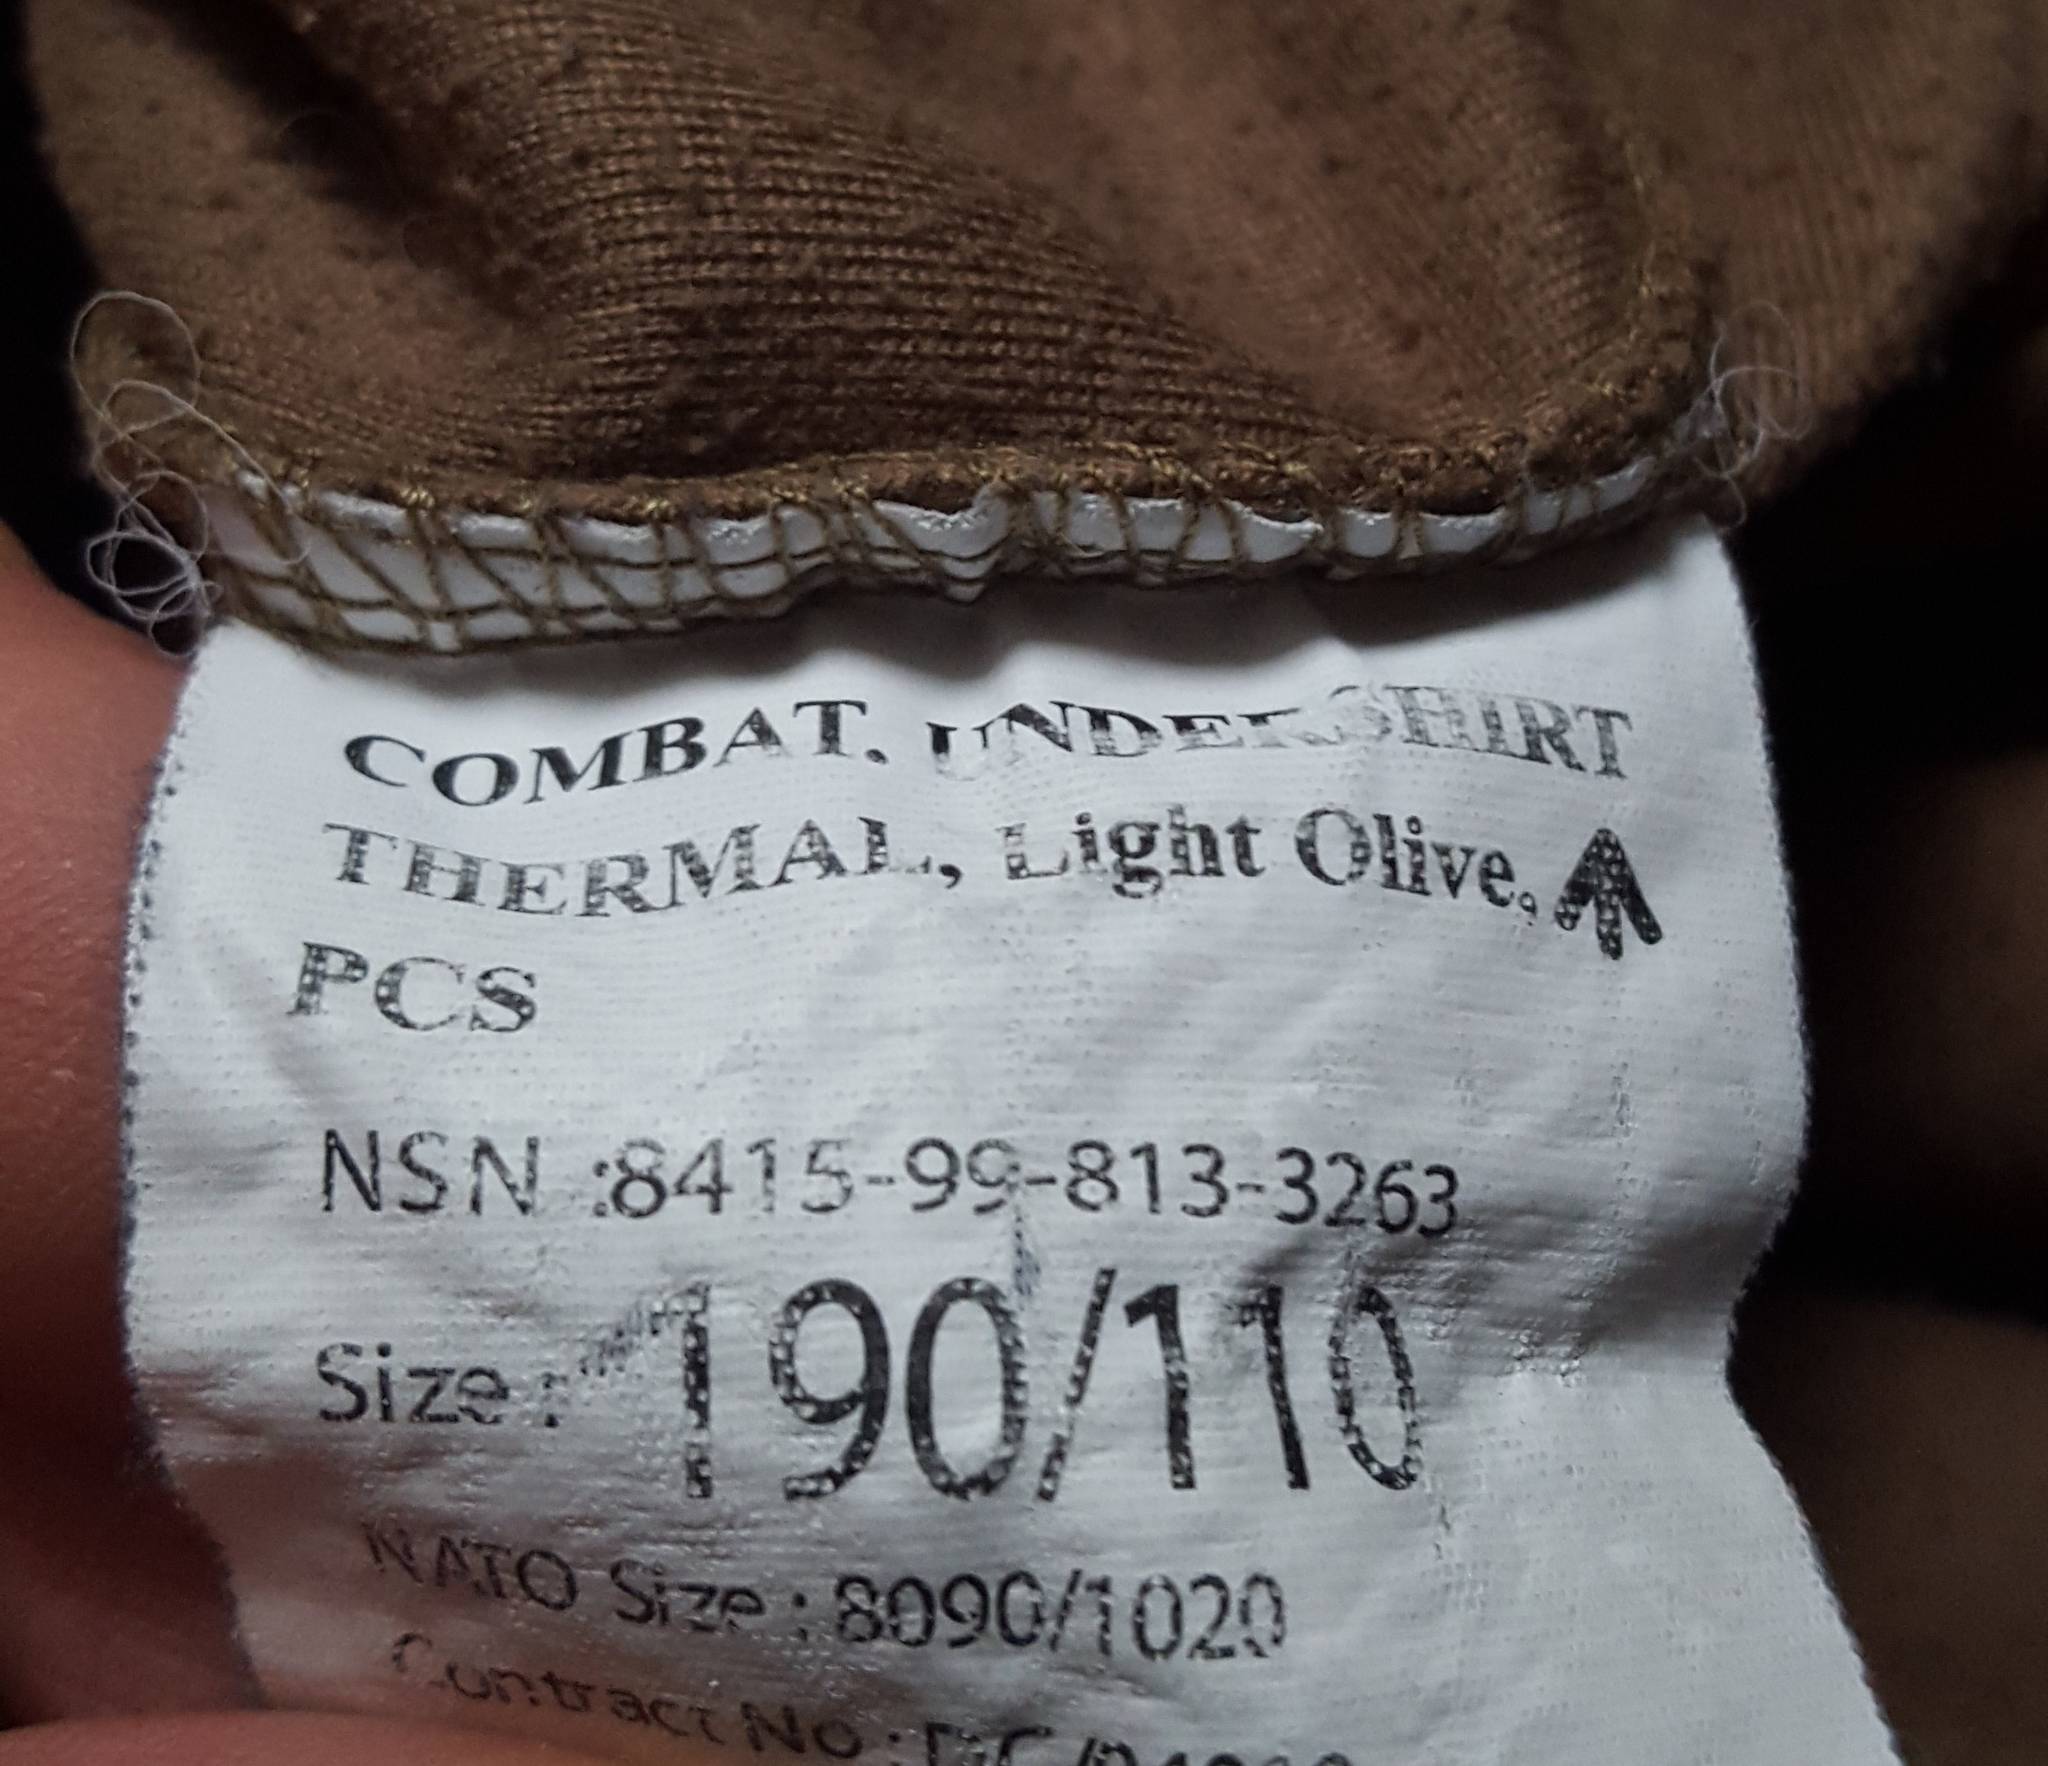 COMBAT. UNDERSHIRT
THERMAL, Light Olive.
PCS
NSN :8415-99-813-3263
Size : 190/110
NATO Size : 8090/1020
Contract No :